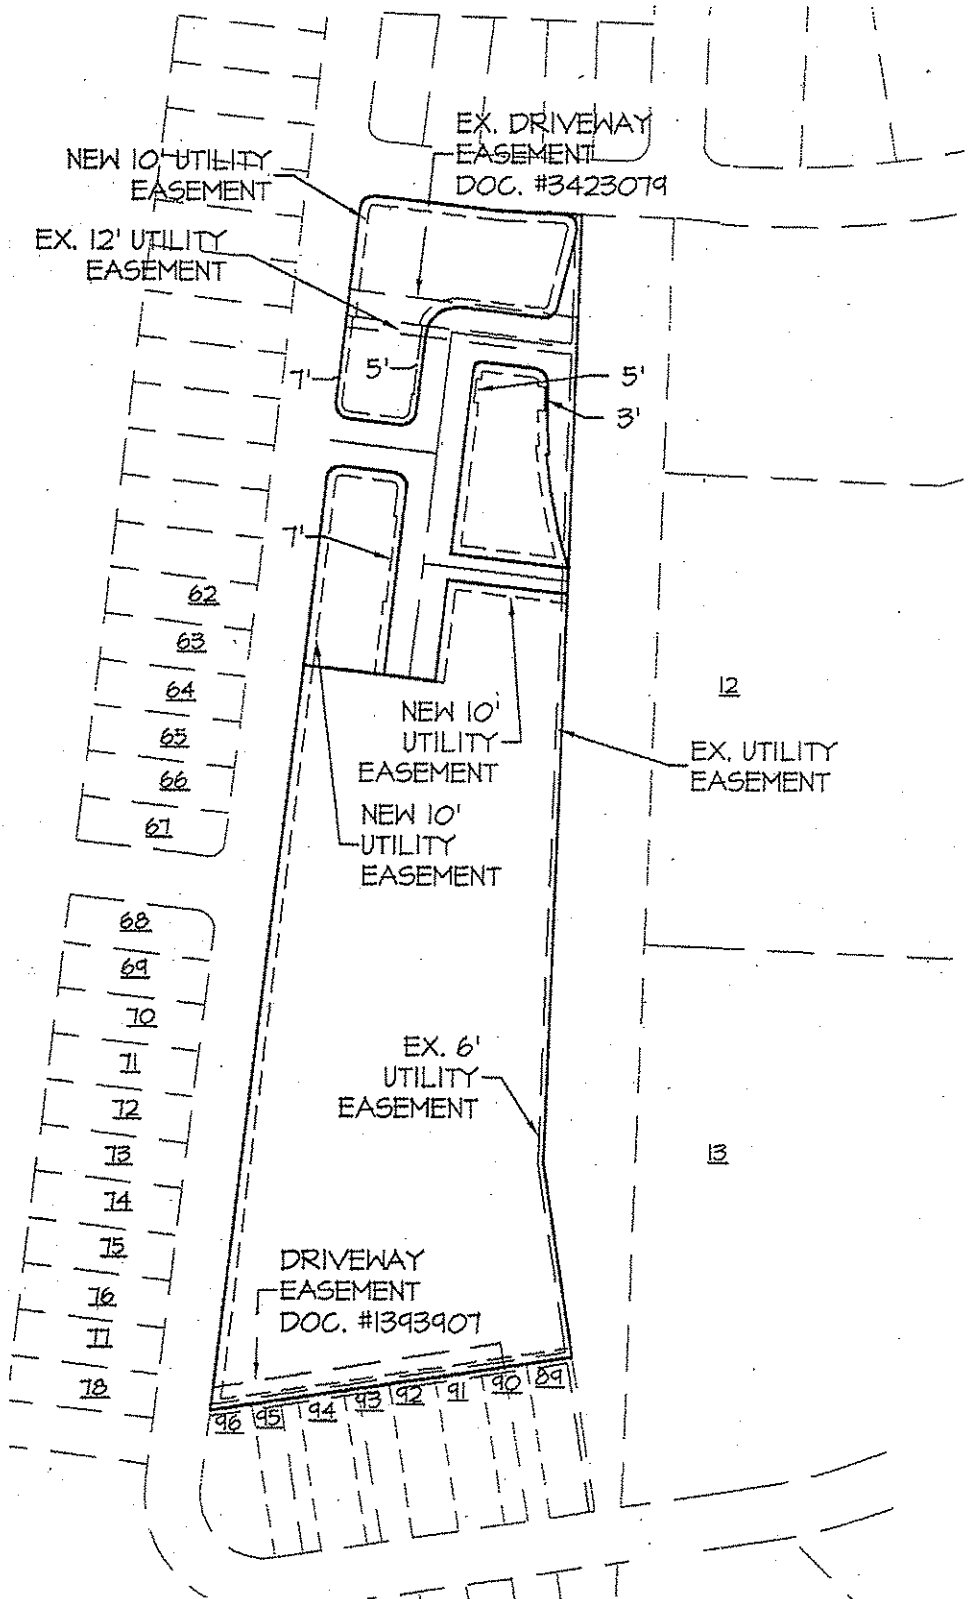 EX. DRIVEWAY
EASEMENT
DOC. #3423079
NEW 10' UTILITY
EASEMENT
EX. 12' UTILITY
EASEMENT
7'
5'
5'
3'
7'
62
63
64
65
66
67
68
69
70
71
72
73
74
75
76
77
78
12
NEW 10'
UTILITY
EASEMENT
EX. UTILITY
EASEMENT
NEW 10'
UTILITY
EASEMENT
EX. 6'
UTILITY
EASEMENT
13
DRIVEWAY
EASEMENT
DOC. #1393907
96 95 94 93 92 91 90 89